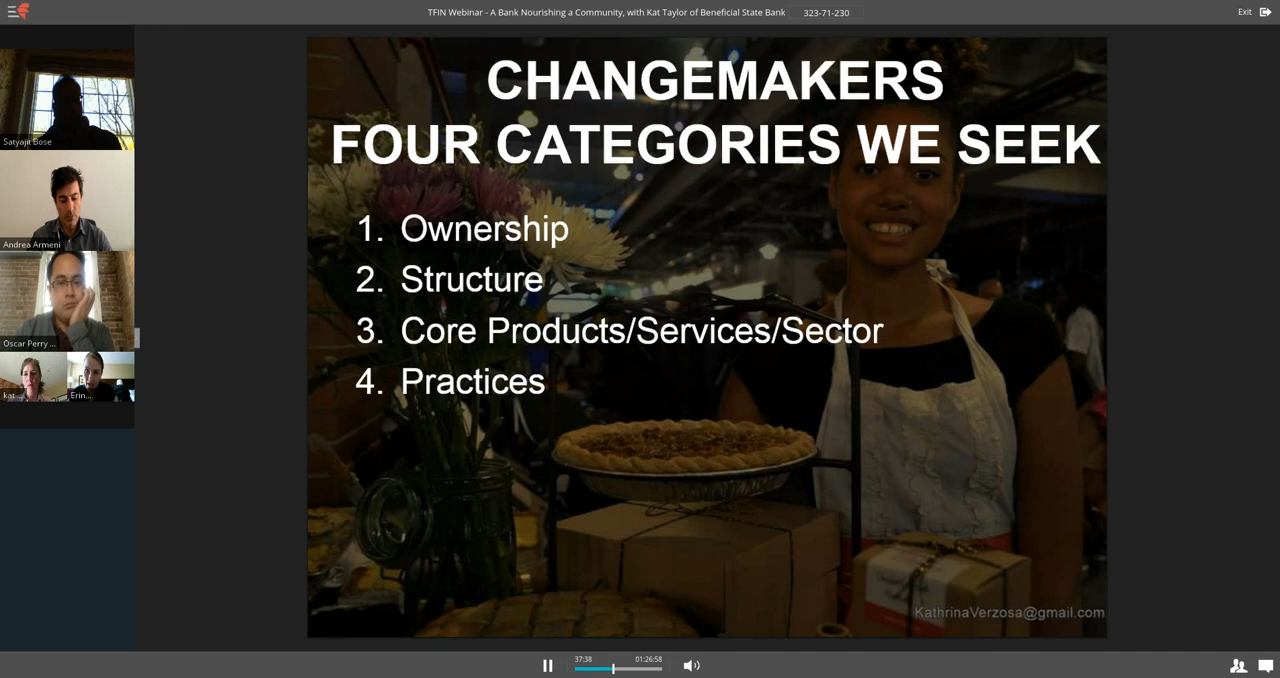 TFIN Webinar - A Bank Nourishing a Community, with Kat Taylor of Beneficial State Bank 323-71-230
Exit
Satyajit Bose
Andrea Armeni
Oscar Perry ...
kat ...
Erin...
CHANGEMAKERS
FOUR CATEGORIES WE SEEK
1. Ownership
2. Structure
3. Core Products/Services/Sector
4. Practices
KathrinaVerzosa@gmail.com
37:38 01:26:58